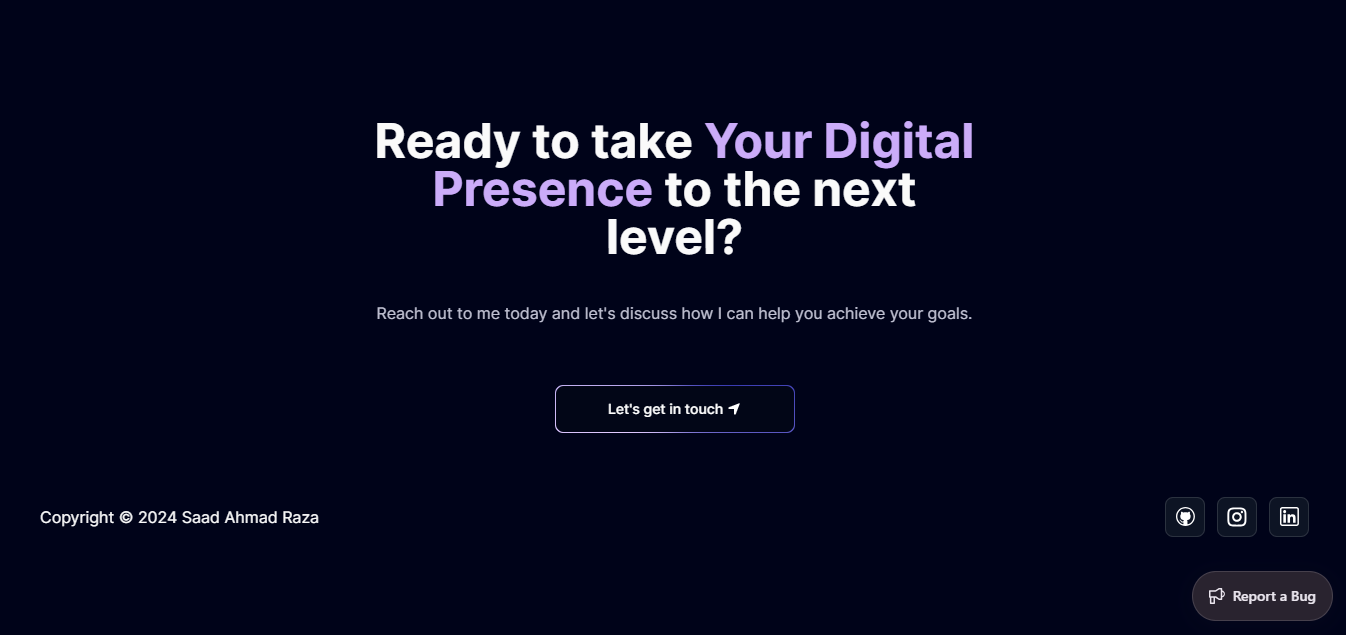 Ready to take Your Digital
Presence to the next
level?
Reach out to me today and let's discuss how I can help you achieve your goals.
Let's get in touch
Copyright © 2024 Saad Ahmad Raza
in
Report a Bug